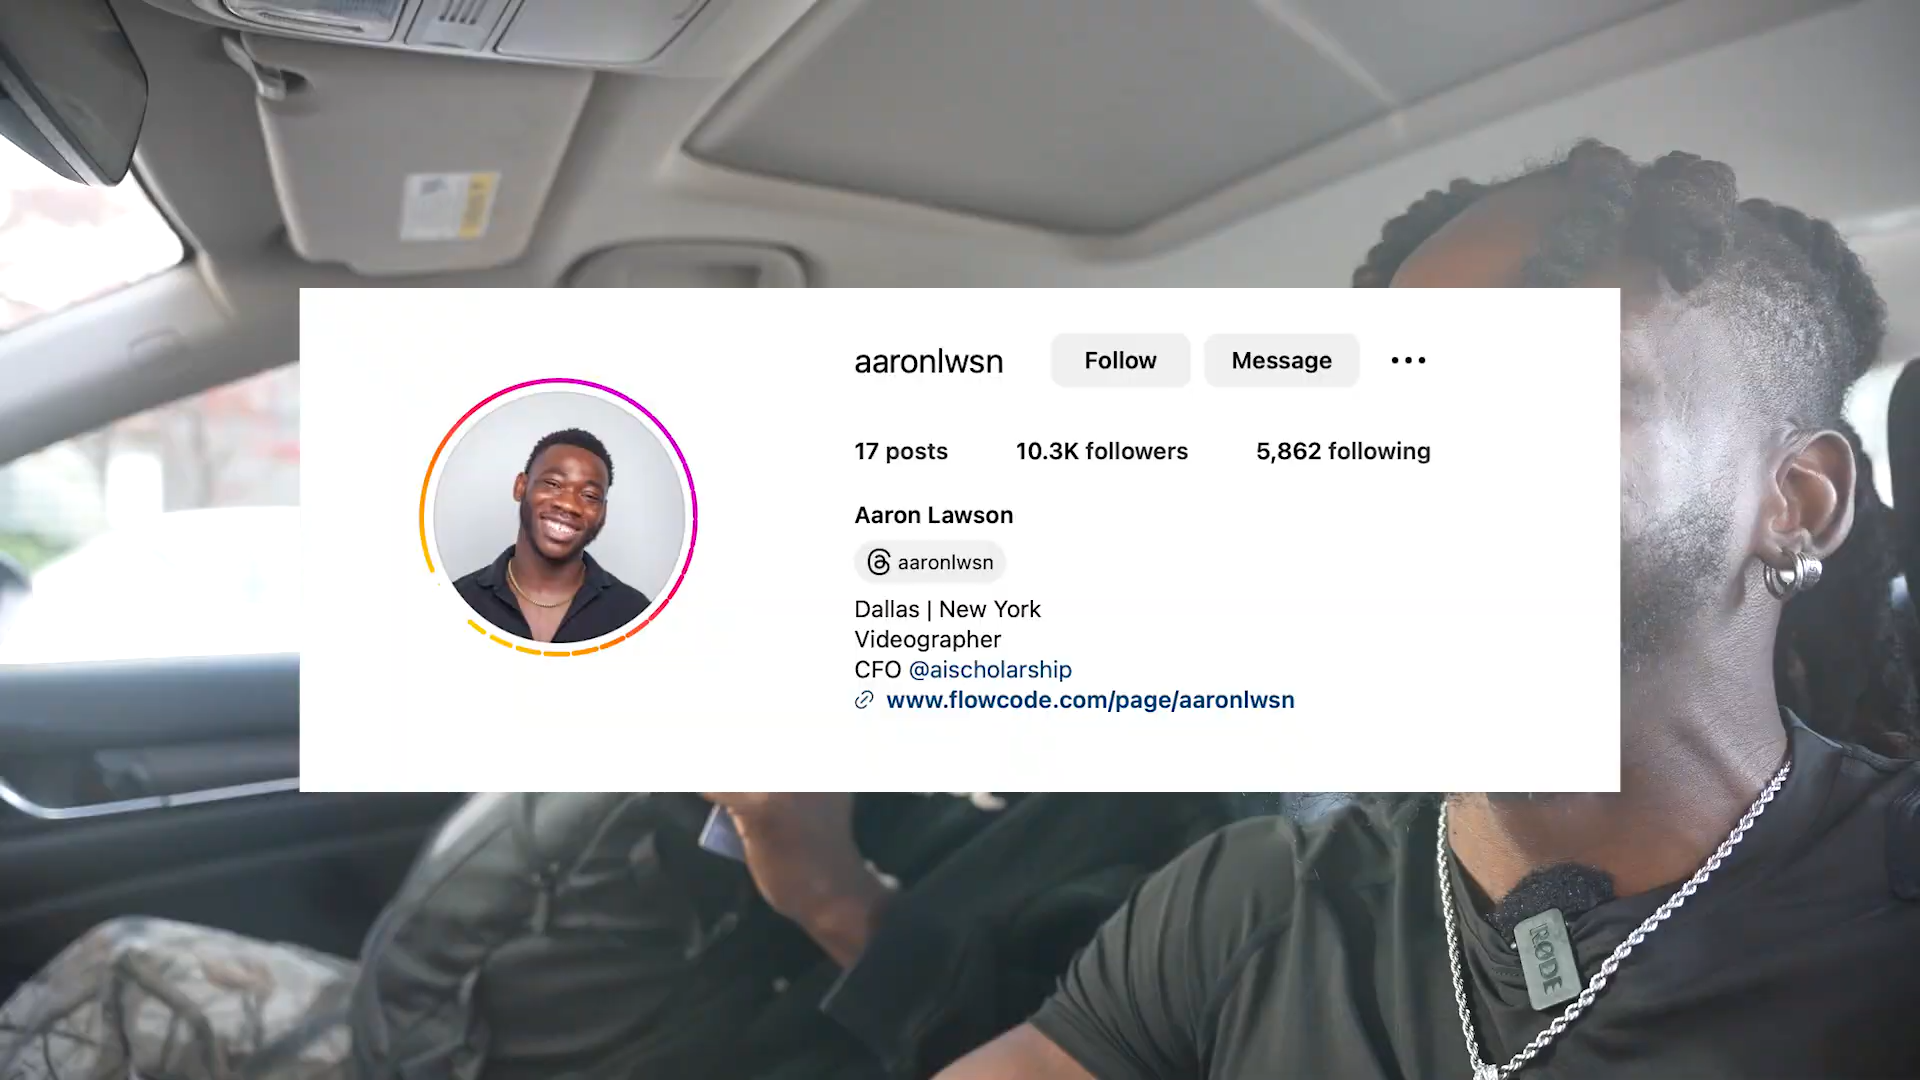 aaronlwsn Follow Message
17 posts 10.3K followers 5,862 following
Aaron Lawson
aaronlwsn
Dallas | New York
Videographer
CFO @aischolarship
www.flowcode.com/page/aaronlwsn
RØDE